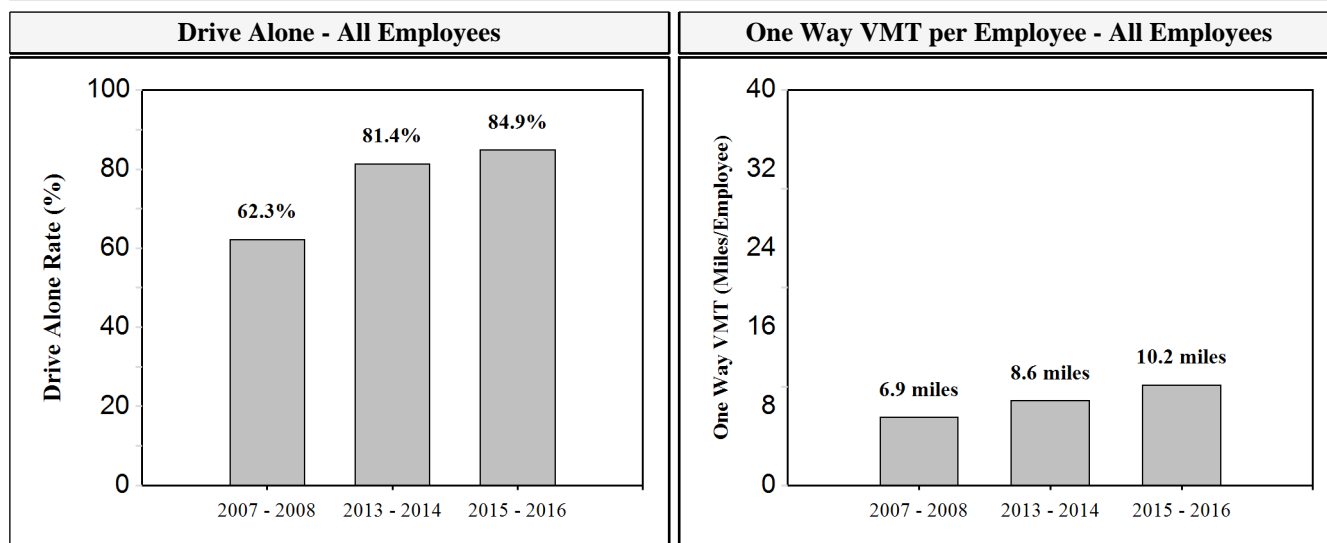 Drive Alone - All Employees
One Way VMT per Employee - All Employees
Drive Alone Rate (%)
100
80
60
40
20
0
62.3%
81.4%
84.9%
2007 - 2008
2013 - 2014
2015 - 2016
One Way VMT (Miles/Employee)
40
32
24
16
8
0
6.9 miles
8.6 miles
10.2 miles
2007 - 2008
2013 - 2014
2015 - 2016